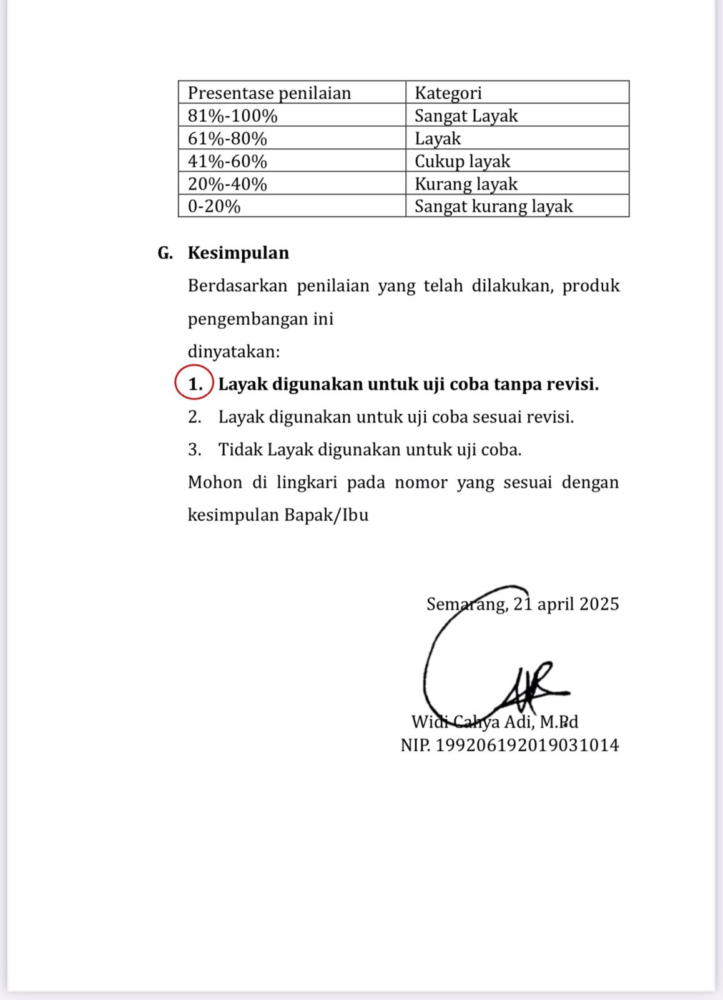 Presentase penilaian Kategori
81%-100% Sangat Layak
61%-80% Layak
41%-60% Cukup layak
20%-40% Kurang layak
0-20% Sangat kurang layak
G. Kesimpulan
Berdasarkan penilaian yang telah dilakukan, produk
pengembangan ini
dinyatakan:
1. Layak digunakan untuk uji coba tanpa revisi.
2. Layak digunakan untuk uji coba sesuai revisi.
3. Tidak Layak digunakan untuk uji coba.
Mohon di lingkari pada nomor yang sesuai dengan
kesimpulan Bapak/Ibu
Semarang, 21 april 2025
Widi Cahya Adi, M.Pd
NIP. 199206192019031014